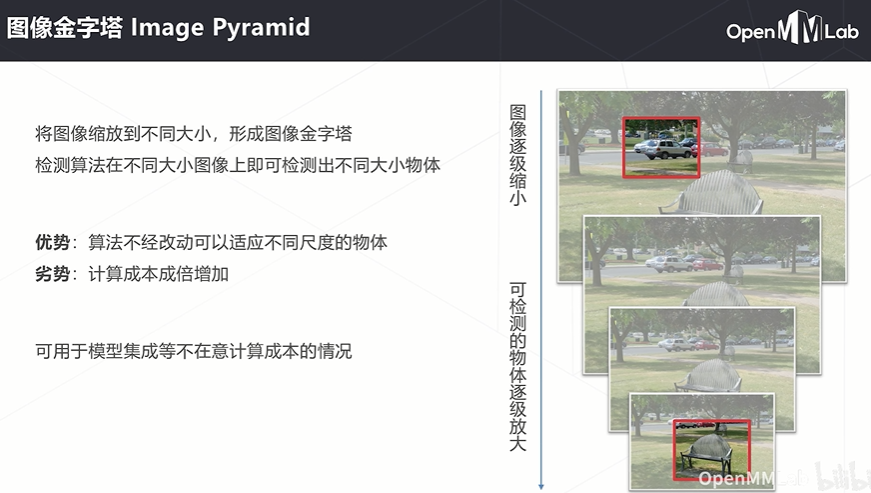 图像金字塔 Image Pyramid
OpenMMLab
将图像缩放到不同大小，形成图像金字塔
检测算法在不同大小图像上即可检测出不同大小物体
优势：算法不经改动可以适应不同尺度的物体
劣势：计算成本成倍增加
可用于模型集成等不在意计算成本的情况
图像逐级缩小
可检测的物体逐级放大
OpenMMLab
bilibili